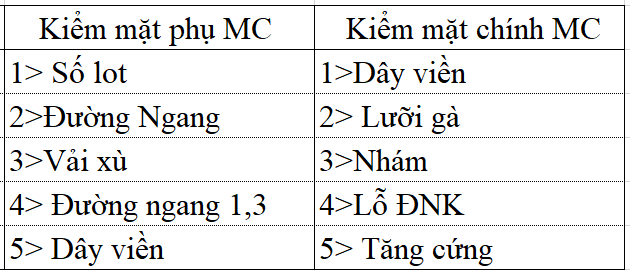 Kiểm mặt phụ MC Kiểm mặt chính MC
1> Số lot 1>Dây viền
2>Đường Ngang 2> Lưỡi gà
3>Vải xù 3>Nhám
4> Đường ngang 1,3 4>Lỗ ĐNK
5> Dây viền 5> Tăng cứng